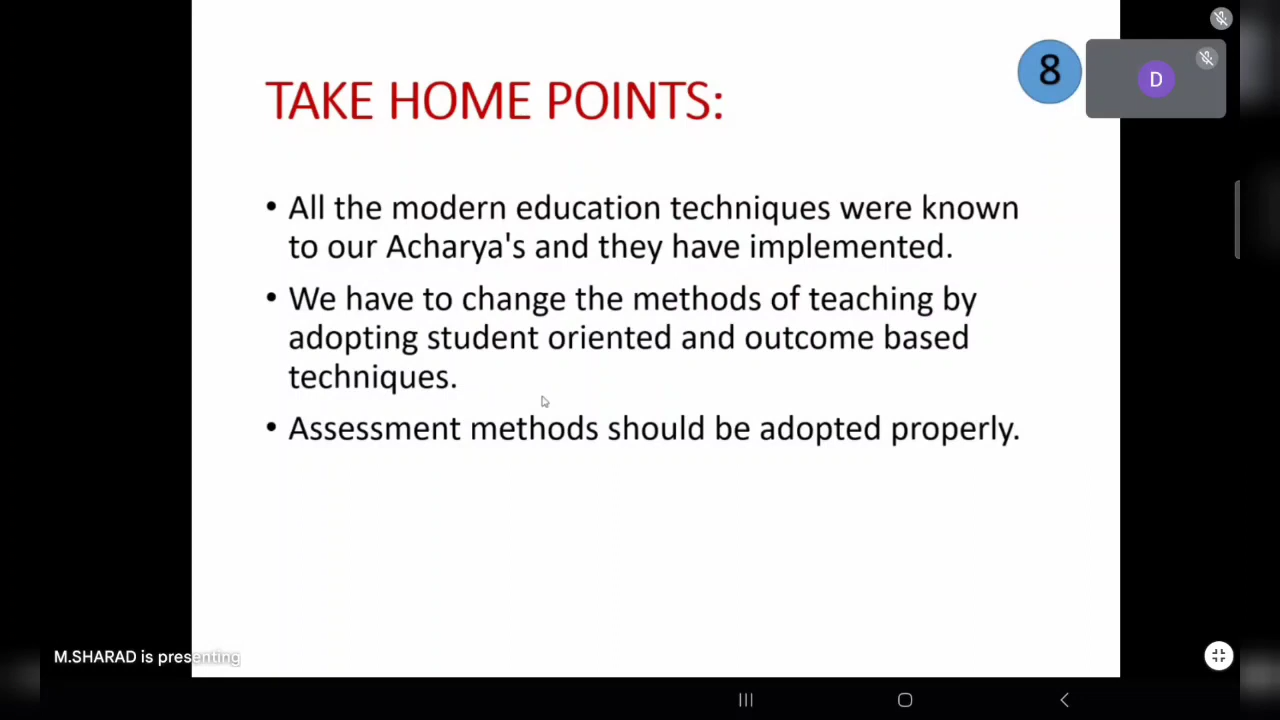 8
D
TAKE HOME POINTS:
• All the modern education techniques were known
to our Acharya's and they have implemented.
• We have to change the methods of teaching by
adopting student oriented and outcome based
techniques.
• Assessment methods should be adopted properly.
M.SHARAD is presenting